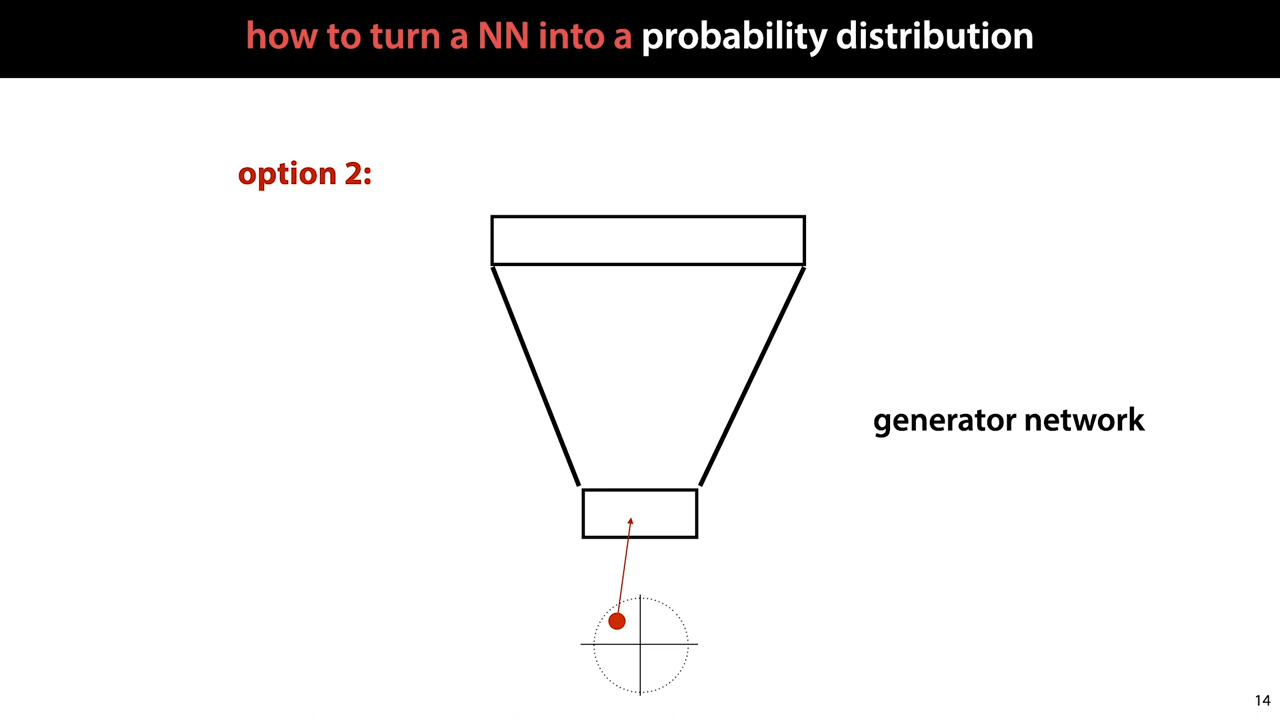 how to turn a NN into a probability distribution
option 2:
generator network
14